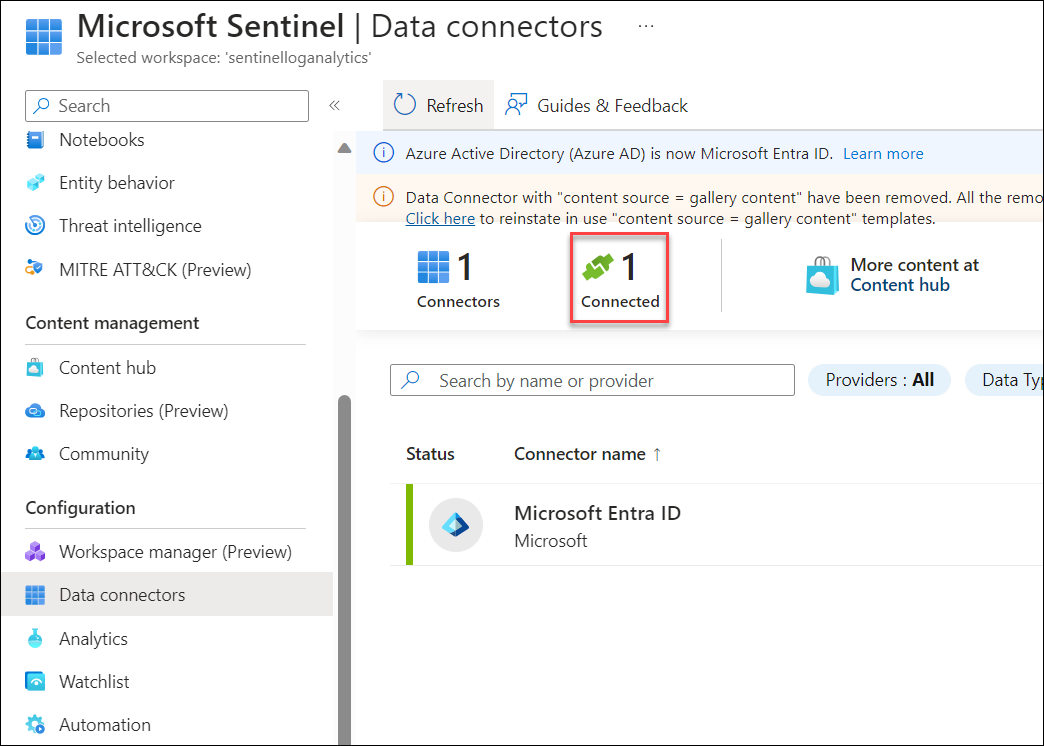 Microsoft Sentinel | Data connectors ...
Selected workspace: 'sentinelloganalytics'
Search
«
Notebooks
Entity behavior
Threat intelligence
MITRE ATT&CK (Preview)
Content management
Content hub
Repositories (Preview)
Community
Configuration
Workspace manager (Preview)
Data connectors
Analytics
Watchlist
Automation
Refresh
Guides & Feedback
Azure Active Directory (Azure AD) is now Microsoft Entra ID. Learn more
Data Connector with "content source = gallery content" have been removed. All the remo
Click here to reinstate in use "content source = gallery content" templates.
1
Connectors
1
Connected
More content at
Content hub
Search by name or provider
Providers : All
Data Typ
Status
Connector name ↑
Microsoft Entra ID
Microsoft